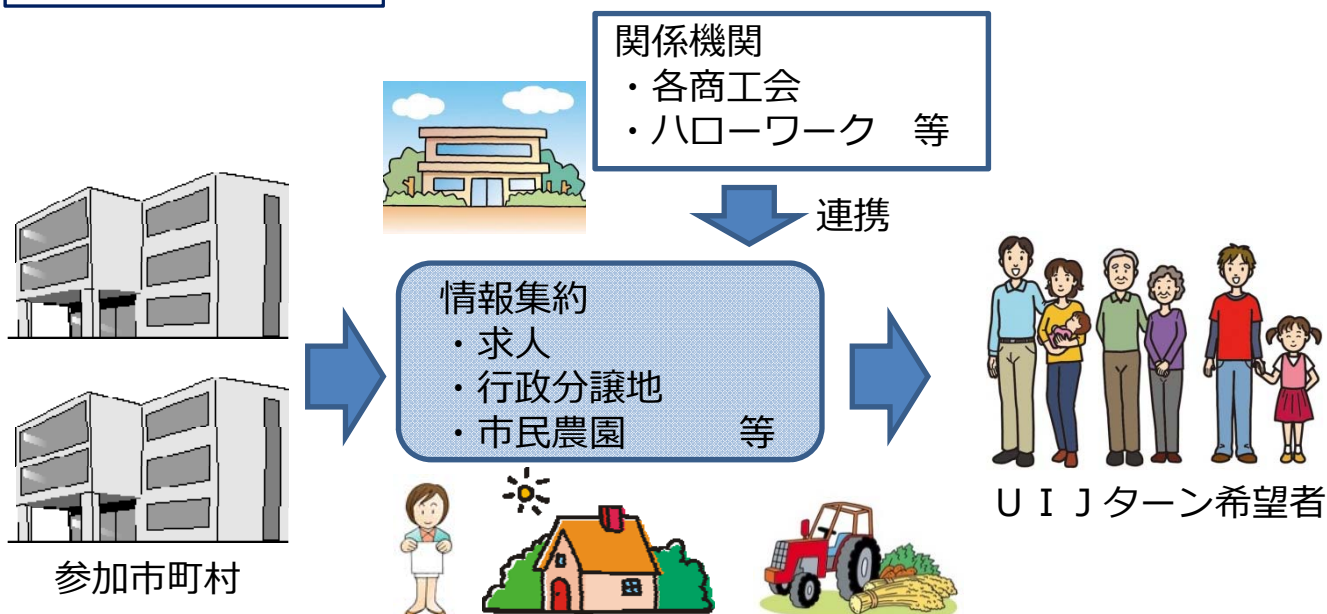 関係機関
・各商工会
・ハローワーク　等
連携
情報集約
・求人
・行政分譲地
・市民農園　　　等
参加市町村
ＵＩＪターン希望者